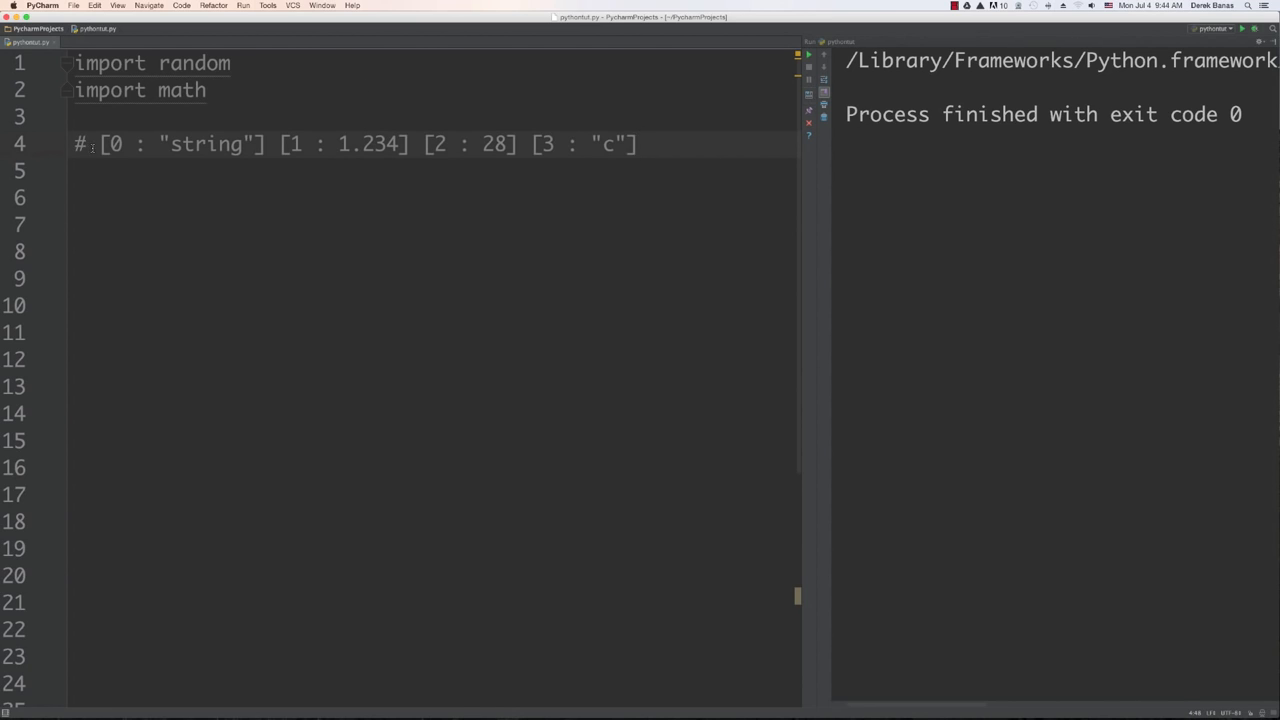 PyCharm File Edit View Navigate Code Refactor Run Tools VCS Window Help 10 Mon Jul 4 9:44 AM Derek Banas
pythontut.py - PycharmProjects - [~/PycharmProjects]
PycharmProjects pythontut.py pythontut
pythontut.py Run pythontut
1 import random
2 import math
3
4 # [0 : "string"] [1 : 1.234] [2 : 28] [3 : "c"]
5
6
7
8
9
10
11
12
13
14
15
16
17
18
19
20
21
22
23
24
/Library/Frameworks/Python.framework
Process finished with exit code 0
4:48 LF÷ UTF-8÷